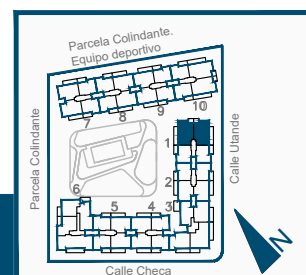 Parcela Colindante.
Equipo deportivo
10
9
8
7
Parcela Colindante
1
Calle Utande
2
6
3
5
4
Calle Checa
N